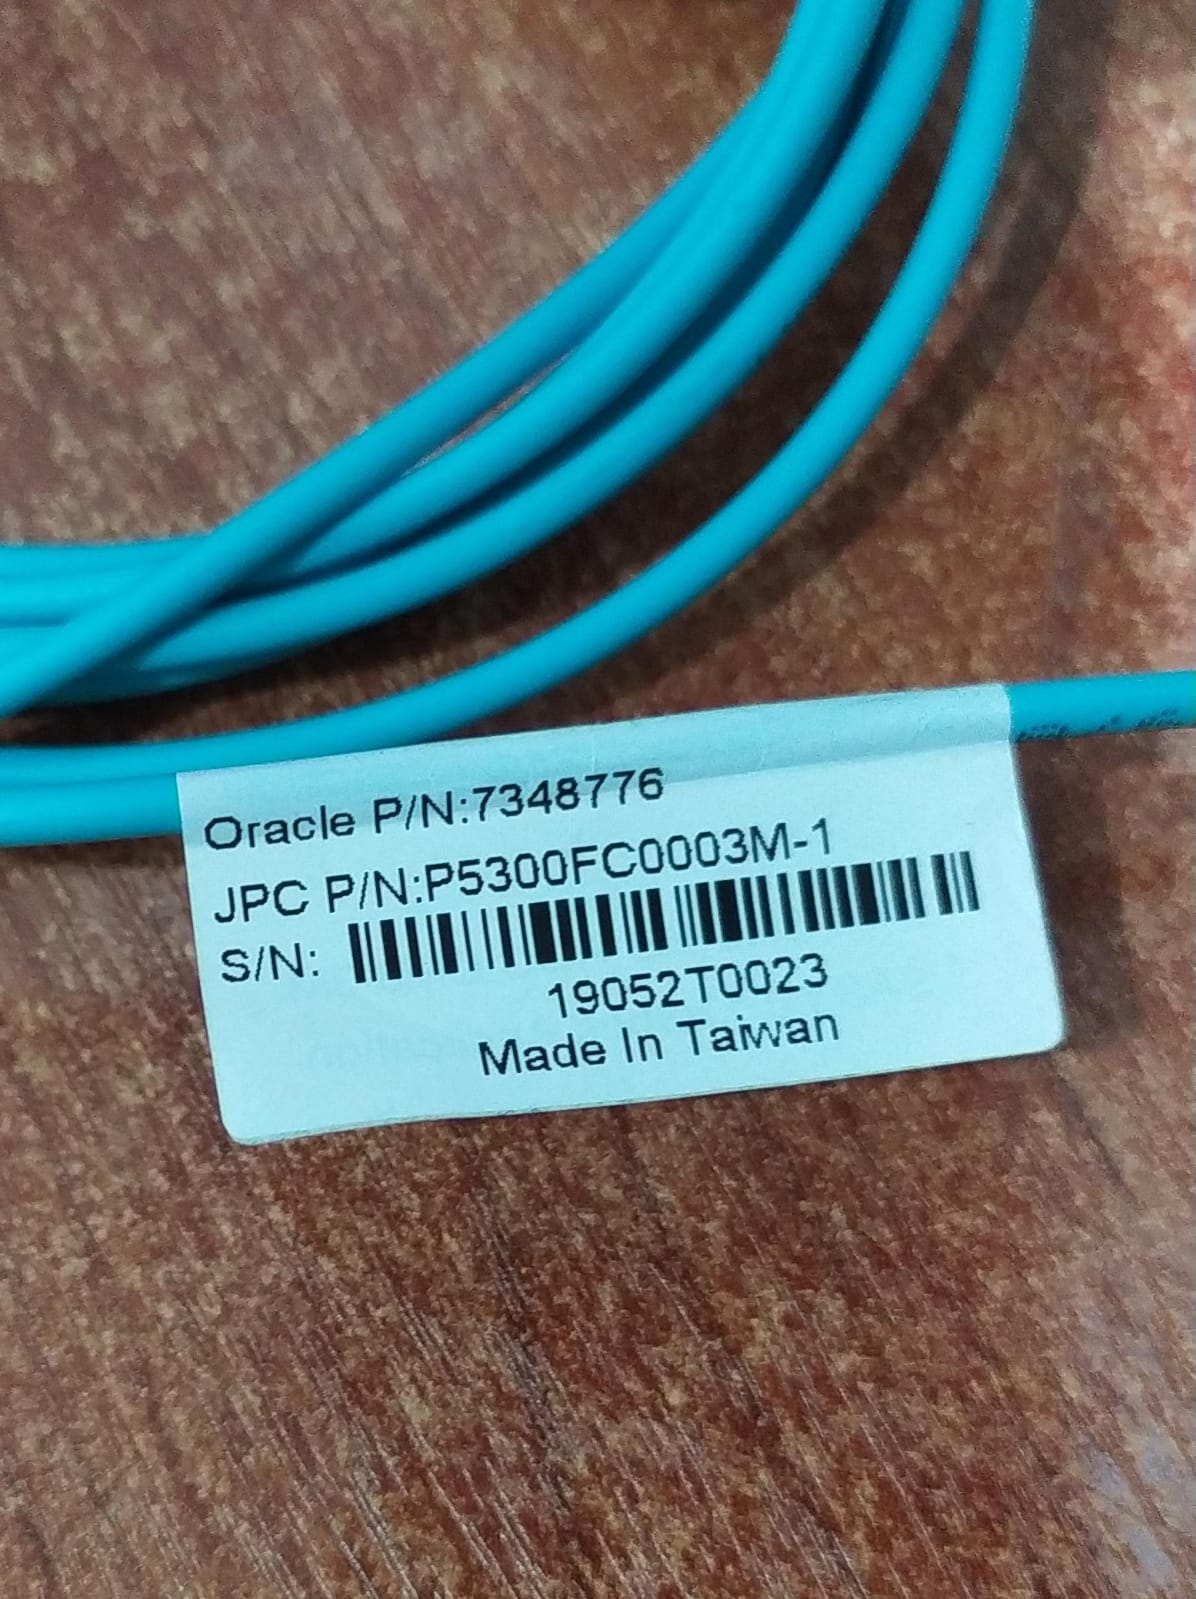 Oracle P/N:7348776
JPC P/N:P5300FC0003M-1
S/N:
19052T0023
Made In Taiwan